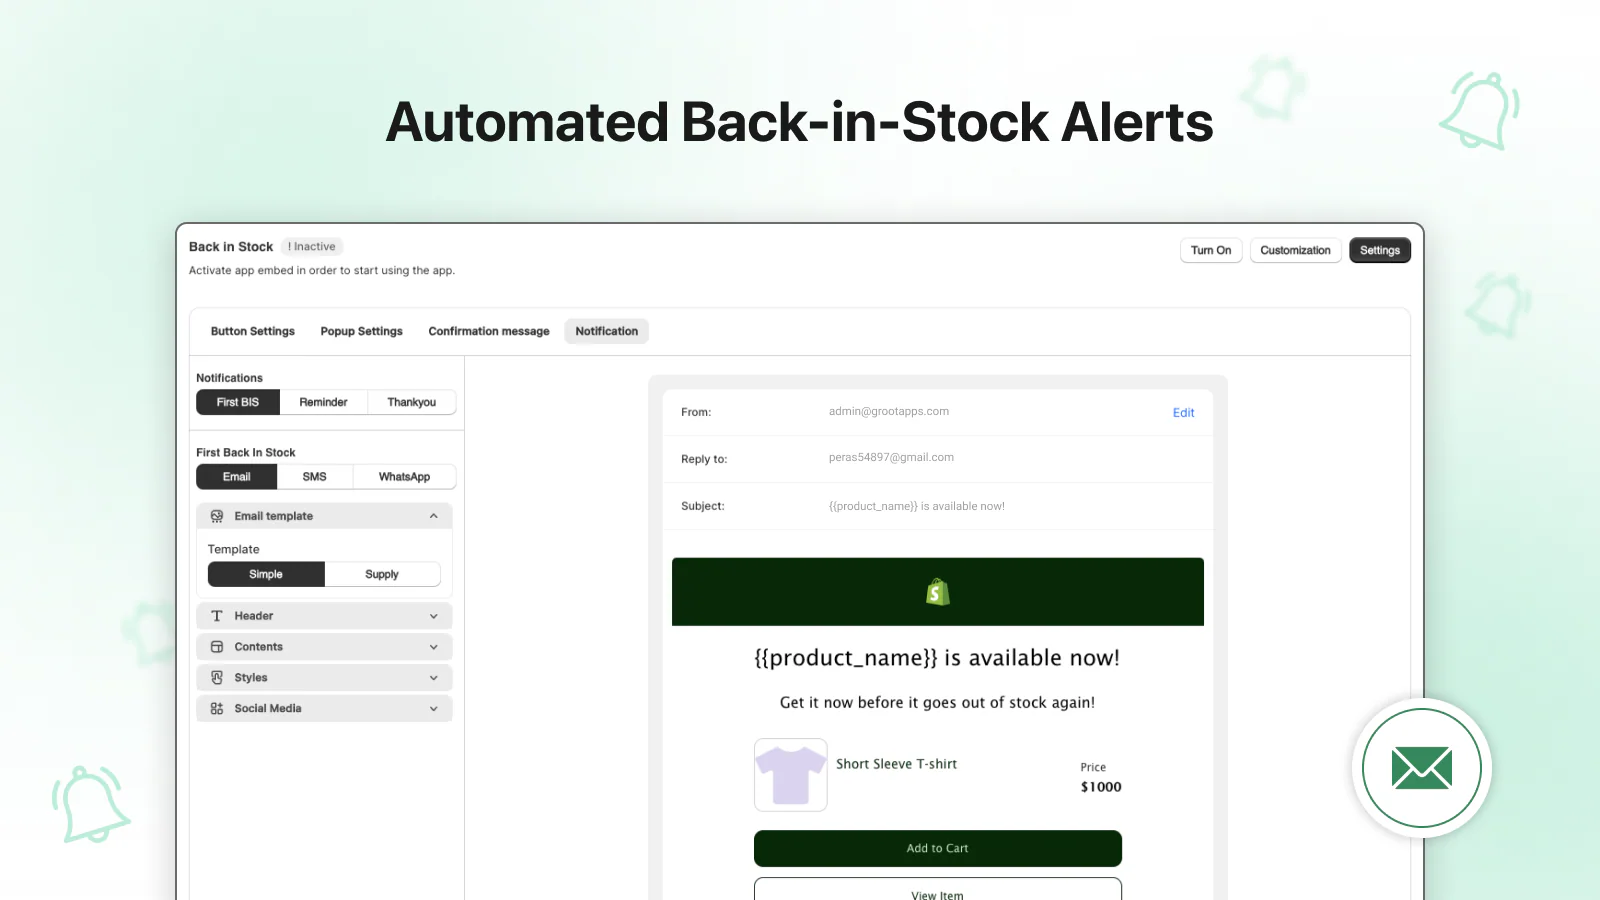 Automated Back-in-Stock Alerts
Back in Stock ! Inactive
Activate app embed in order to start using the app.
Turn On Customization Settings
Button Settings Popup Settings Confirmation message Notification
Notifications
First BIS Reminder Thankyou
First Back In Stock
Email SMS WhatsApp
Email template
Template
Simple Supply
Header
Contents
Styles
Social Media
From: admin@grootapps.com Edit
Reply to: peras54897@gmail.com
Subject: {{product_name}} is available now!
S
{{product_name}} is available now!
Get it now before it goes out of stock again!
Short Sleeve T-shirt
Price
$1000
Add to Cart
View Item